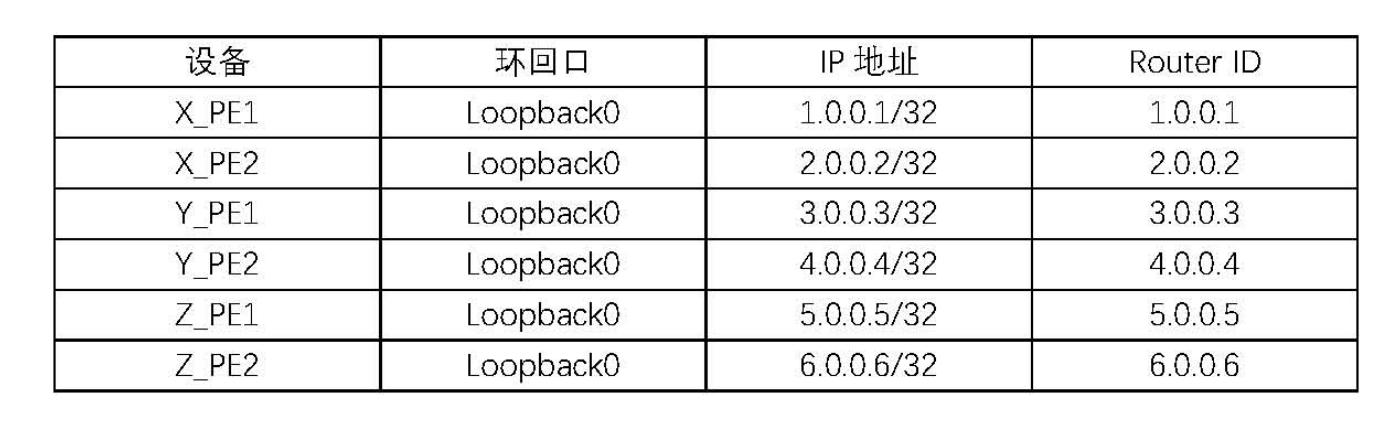 设备 环回口 IP 地址 Router ID
X_PE1 Loopback0 1.0.0.1/32 1.0.0.1
X_PE2 Loopback0 2.0.0.2/32 2.0.0.2
Y_PE1 Loopback0 3.0.0.3/32 3.0.0.3
Y_PE2 Loopback0 4.0.0.4/32 4.0.0.4
Z_PE1 Loopback0 5.0.0.5/32 5.0.0.5
Z_PE2 Loopback0 6.0.0.6/32 6.0.0.6